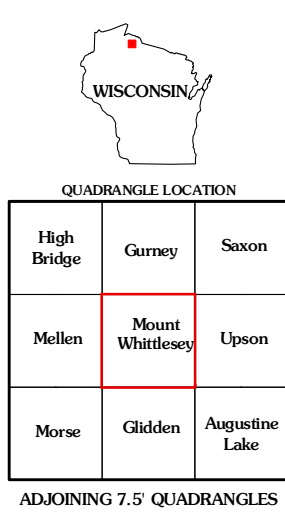 WISCONSIN
QUADRANGLE LOCATION
High
Bridge
Gurney
Saxon
Mellen
Mount
Whittlesey
Upson
Morse
Glidden
Augustine
Lake
ADJOINING 7.5' QUADRANGLES